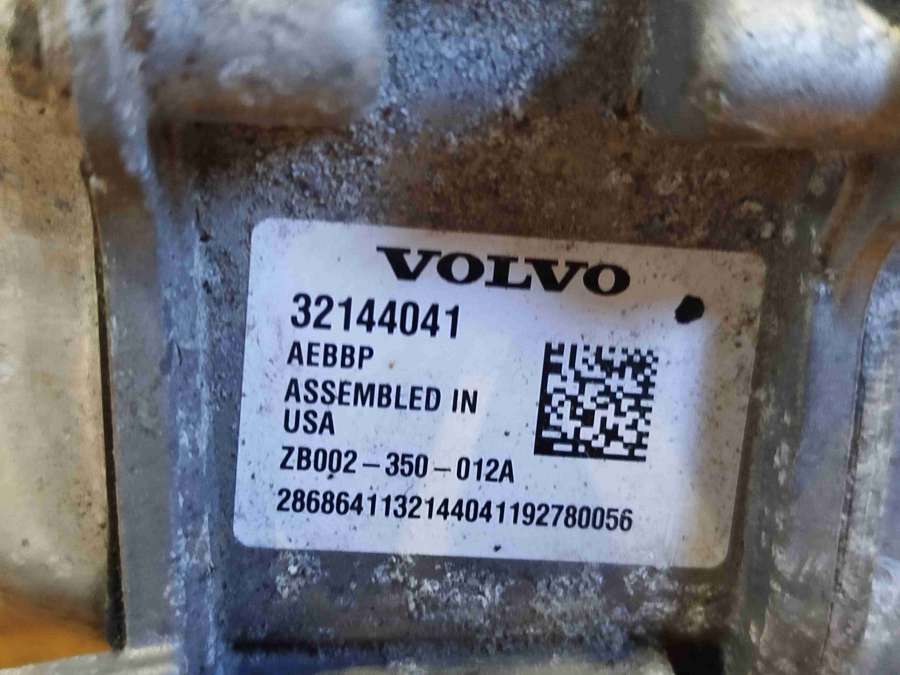 VOLVO
32144041
AEBBP
ASSEMBLED IN
USA
ZB002-350-012A
2868641132144041192780056